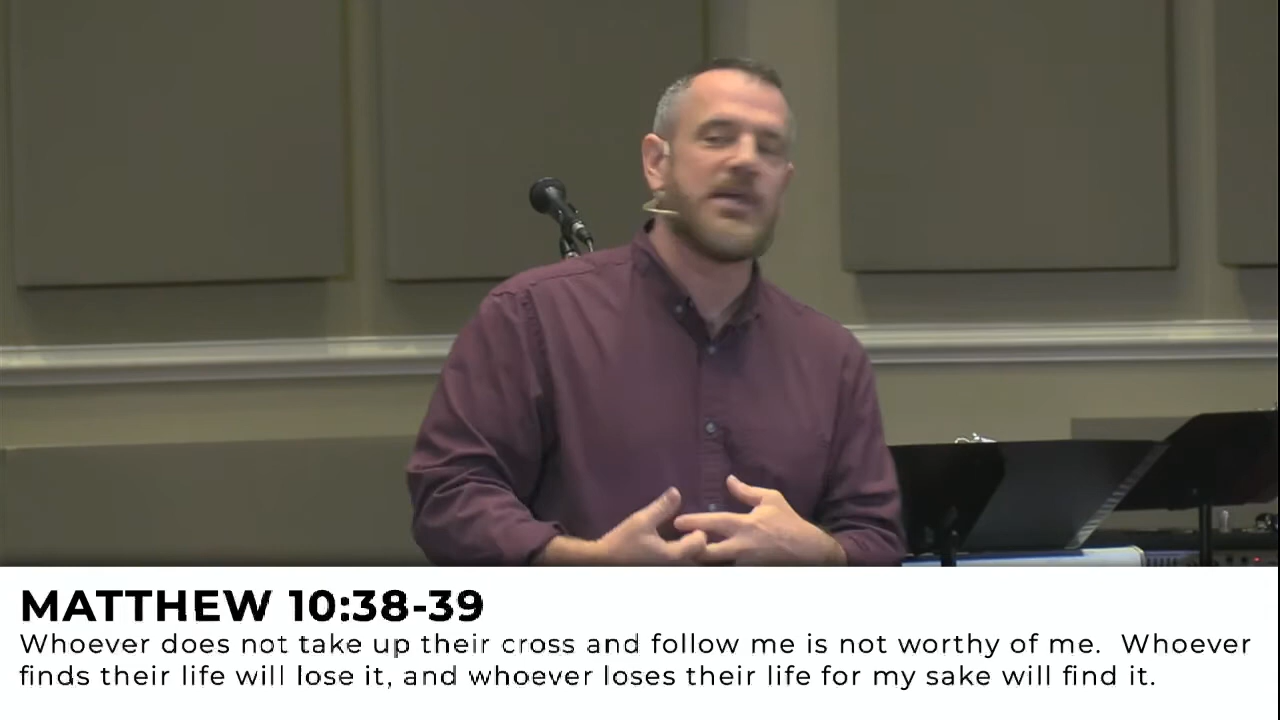 MATTHEW 10:38-39
Whoever does not take up their cross and follow me is not worthy of me.  Whoever
finds their life will lose it, and whoever loses their life for my sake will find it.